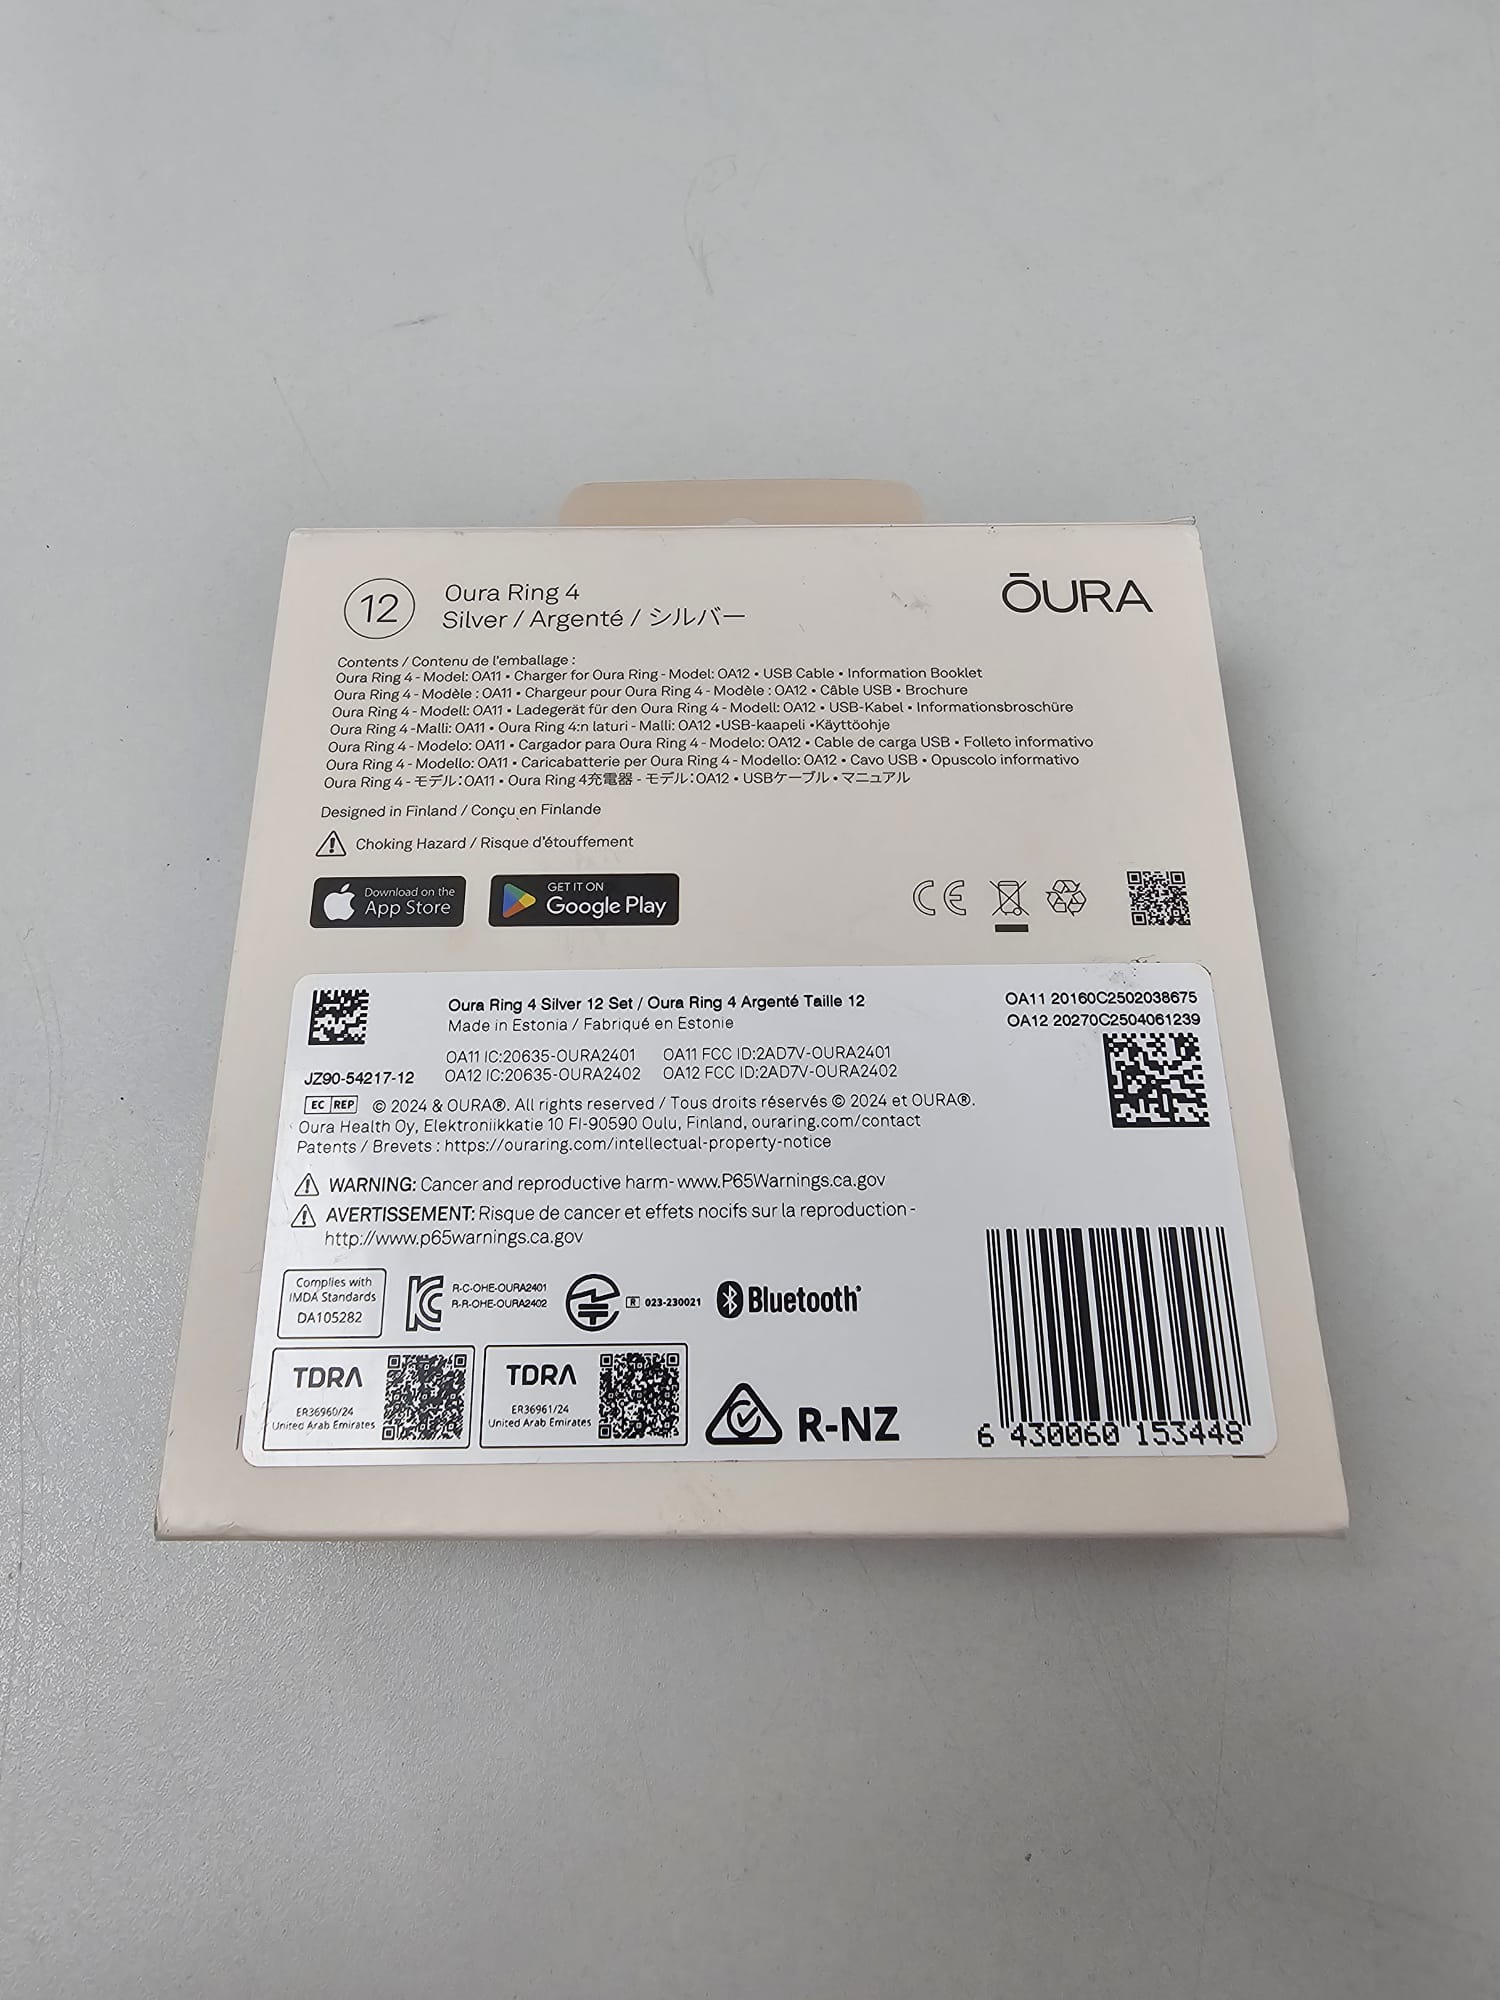 12
Oura Ring 4
Silver / Argenté / シルバー
ŌURA
Contents / Contenu de l'emballage :
Oura Ring 4 - Model: OA11 • Charger for Oura Ring - Model: OA12 • USB Cable • Information Booklet
Oura Ring 4 - Modèle : OA11 • Chargeur pour Oura Ring 4 - Modèle : OA12 • Câble USB • Brochure
Oura Ring 4 - Modell: OA11 • Ladegerät für den Oura Ring 4 - Modell: OA12 • USB-Kabel • Informationsbroschüre
Oura Ring 4 -Malli: OA11 • Oura Ring 4:n laturi - Malli: OA12 •USB-kaapeli •Käyttöohje
Oura Ring 4 - Modelo: OA11 • Cargador para Oura Ring 4 - Modelo: OA12 • Cable de carga USB • Folleto informativo
Oura Ring 4 - Modello: OA11 • Caricabatterie per Oura Ring 4 - Modello: OA12 • Cavo USB • Opuscolo informativo
Oura Ring 4 - モデル：OA11 • Oura Ring 4充電器 - モデル：OA12 • USBケーブル • マニュアル
Designed in Finland / Conçu en Finlande
Choking Hazard / Risque d'étouffement
Download on the
App Store
GET IT ON
Google Play
CE
Oura Ring 4 Silver 12 Set / Oura Ring 4 Argenté Taille 12
Made in Estonia / Fabriqué en Estonie
OA11 20160C2502038675
OA12 20270C2504061239
OA11 IC:20635-OURA2401 OA11 FCC ID:2AD7V-OURA2401
OA12 IC:20635-OURA2402 OA12 FCC ID:2AD7V-OURA2402
JZ90-54217-12
EC REP © 2024 & OURA®. All rights reserved / Tous droits réservés © 2024 et OURA®.
Oura Health Oy, Elektroniikkatie 10 FI-90590 Oulu, Finland, ouraring.com/contact
Patents / Brevets : https://ouraring.com/intellectual-property-notice
WARNING: Cancer and reproductive harm- www.P65Warnings.ca.gov
AVERTISSEMENT: Risque de cancer et effets nocifs sur la reproduction -
http://www.p65warnings.ca.gov
Complies with
IMDA Standards
DA105282
R-C-OHE-OURA2401
R-R-OHE-OURA2402
R 023-230021
Bluetooth®
TDRA
ER36960/24
United Arab Emirates
TDRA
ER36961/24
United Arab Emirates
R-NZ
6 430060 153448